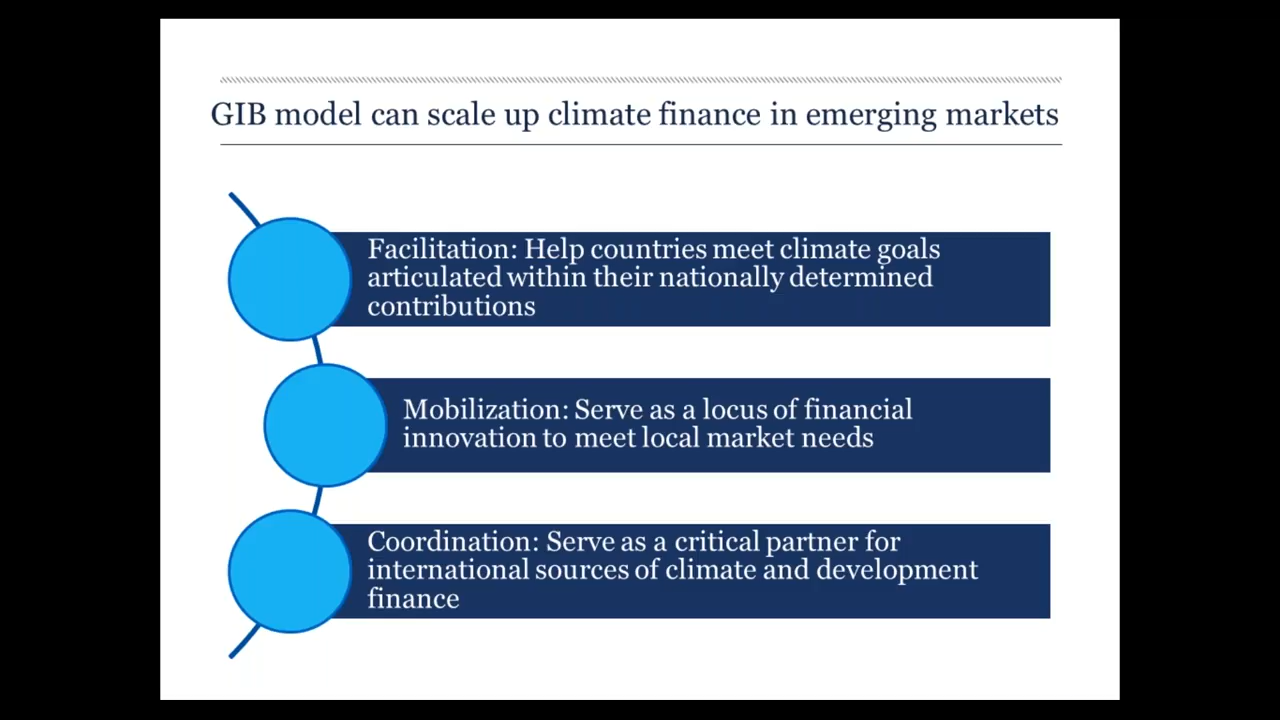 GIB model can scale up climate finance in emerging markets
Facilitation: Help countries meet climate goals
articulated within their nationally determined
contributions
Mobilization: Serve as a locus of financial
innovation to meet local market needs
Coordination: Serve as a critical partner for
international sources of climate and development
finance